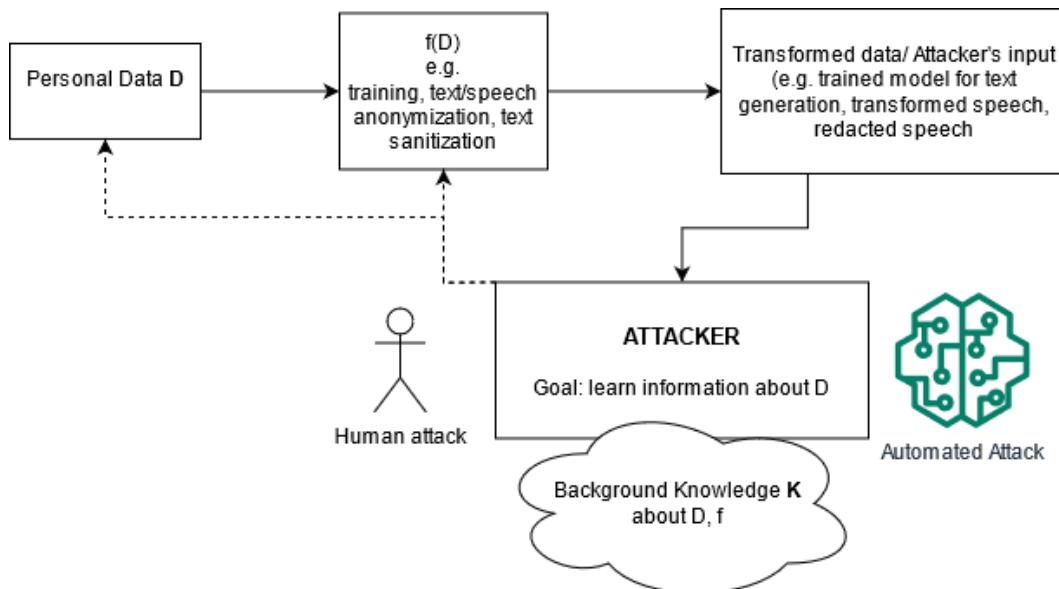 Personal Data D
f(D)
e.g.
training, text/speech
anonymization, text
sanitization
Transformed data/ Attacker's input
(e.g. trained model for text
generation, transformed speech,
redacted speech
ATTACKER
Goal: learn information about D
Human attack
Automated Attack
Background Knowledge K
about D, f